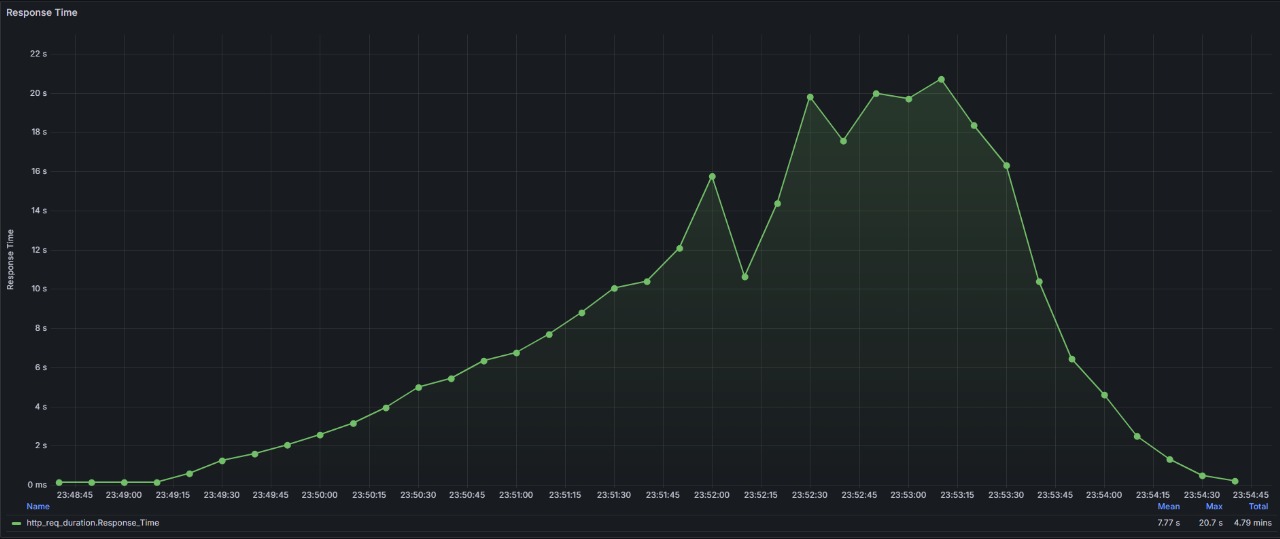 Response Time
22 s
20 s
18 s
16 s
14 s
12 s
10 s
8 s
6 s
4 s
2 s
0 ms
Response Time
23:48:45 23:49:00 23:49:15 23:49:30 23:49:45 23:50:00 23:50:15 23:50:30 23:50:45 23:51:00 23:51:15 23:51:30 23:51:45 23:52:00 23:52:15 23:52:30 23:52:45 23:53:00 23:53:15 23:53:30 23:53:45 23:54:00 23:54:15 23:54:30 23:54:45
Name Mean Max Total
http_req_duration.Response_Time 7.77 s 20.7 s 4.79 mins